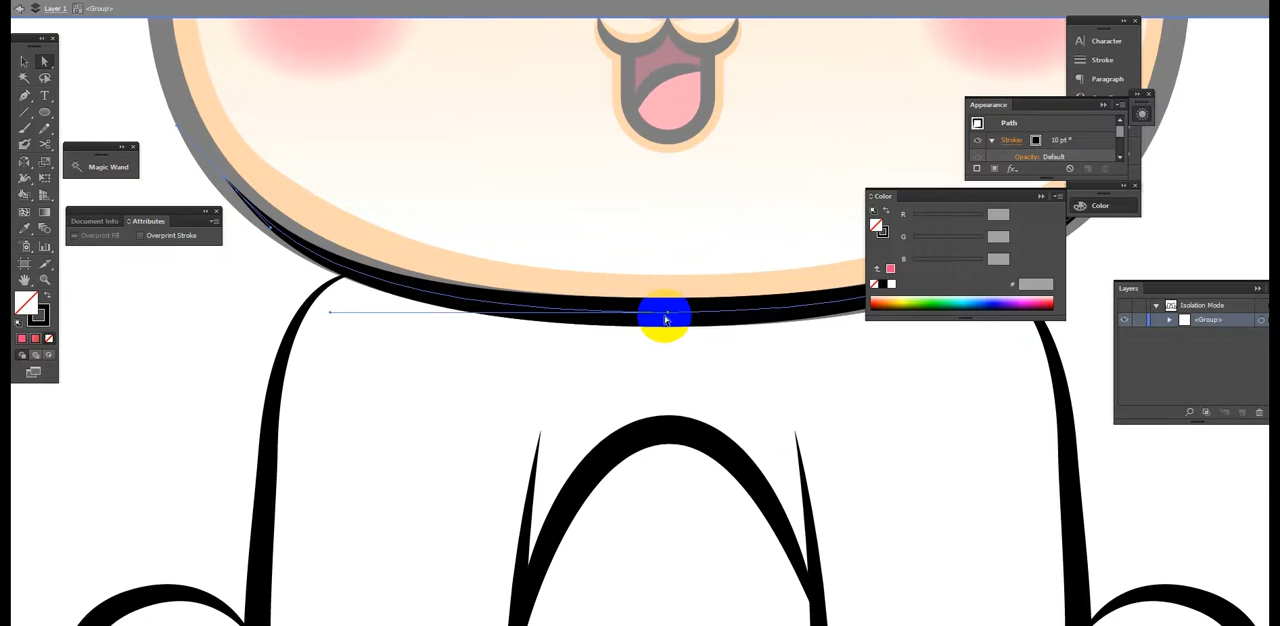 Layer 1 <Group>
Character
Stroke
Paragraph
Appearance
Path
Stroke: 10 pt*
Opacity: Default
fx
Magic Wand
Document Info Attributes
Overprint Fill Overprint Stroke
Color
R
G
B
#
Color
Layers
Isolation Mode
<Group>